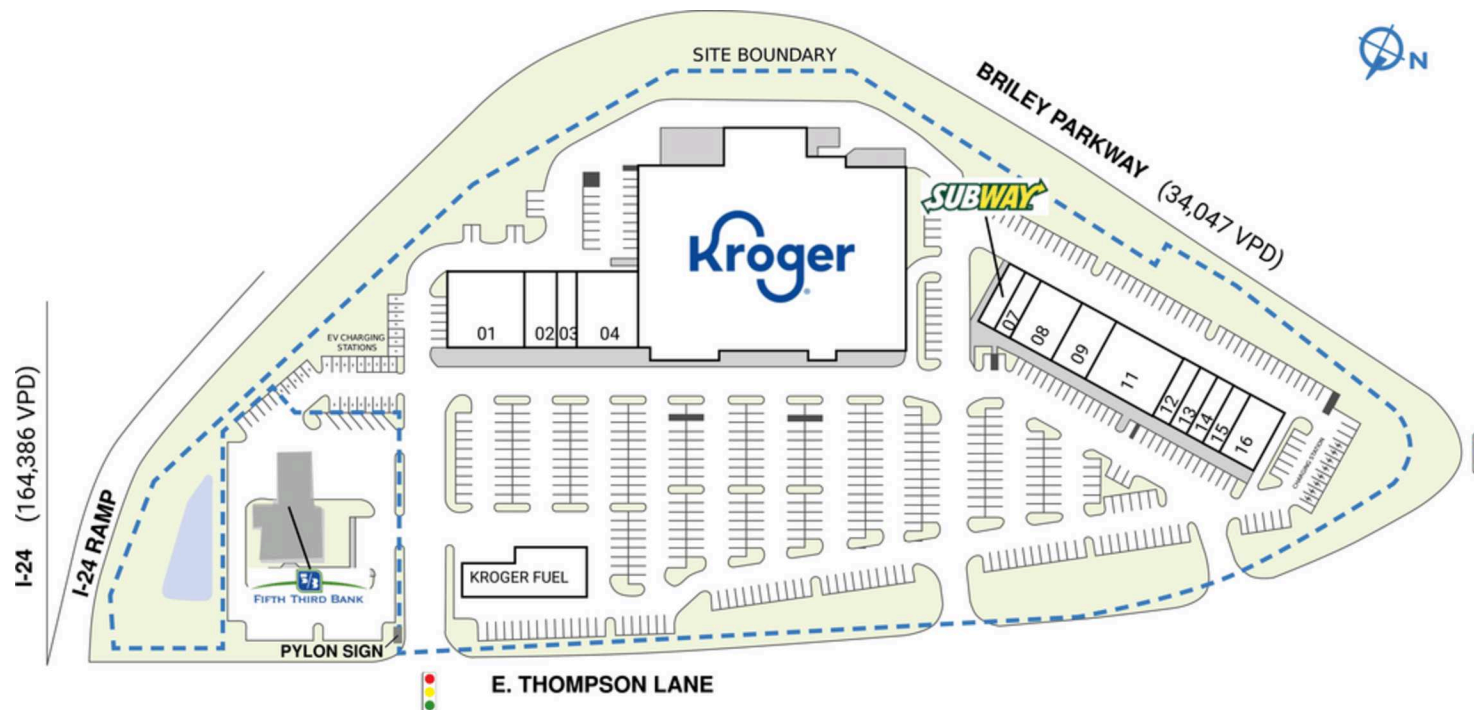 SITE BOUNDARY
N
BRILEY PARKWAY (34,047 VPD)
SUBWAY
Kroger
01
02
03
04
07
08
09
11
12
13
14
15
16
EV CHARGING
STATIONS
CHARGING STATION
I-24 (164,386 VPD)
I-24 RAMP
5/3
FIFTH THIRD BANK
KROGER FUEL
PYLON SIGN
E. THOMPSON LANE